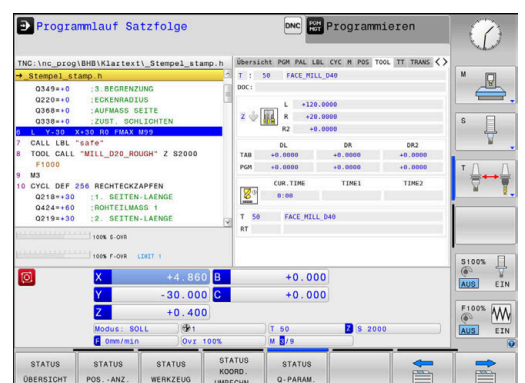 Programmlauf Satzfolge
DNC
PGM
MGT
Programmieren
TNC:\nc_prog\BHB\Klartext\_Stempel_stamp.h
→_Stempel_stamp.h
Q349=+0 ;3.BEGRENZUNG
Q220=+0 ;ECKENRADIUS
Q368=+0 ;AUFMASS SEITE
Q338=+0 ;ZUST. SCHLICHTEN
6 L Y-30 X+30 R0 FMAX M99
7 CALL LBL "safe"
8 TOOL CALL "MILL_D20_ROUGH" Z S2000
F1000
9 M3
10 CYCL DEF 256 RECHTECKZAPFEN
Q218=+30 ;1. SEITEN-LAENGE
Q424=+60 ;ROHTEILMASS 1
Q219=+30 ;2. SEITEN-LAENGE
100% S-OVR
100% F-OVR LIMIT 1
Übersicht PGM PAL LBL CYC M POS TOOL TT TRANS
T : 50 FACE_MILL_D40
DOC:
L +120.0000
Z R +20.0000
R2 +0.0000
DL DR DR2
TAB +0.0000 +0.0000 +0.0000
PGM +0.0000 +0.0000 +0.0000
CUR.TIME TIME1 TIME2
0:00
T 50 FACE_MILL_D40
RT
X +4.860 B +0.000
Y -30.000 C +0.000
Z +0.400
Modus: SOLL 1 T 50 Z S 2000
F 0mm/min Ovr 100% M 5/9
M
S
T
S100%
AUS EIN
F100%
AUS EIN
STATUS ÜBERSICHT
STATUS POS.-ANZ.
STATUS WERKZEUG
STATUS KOORD. UMRECHN.
STATUS Q-PARAM.